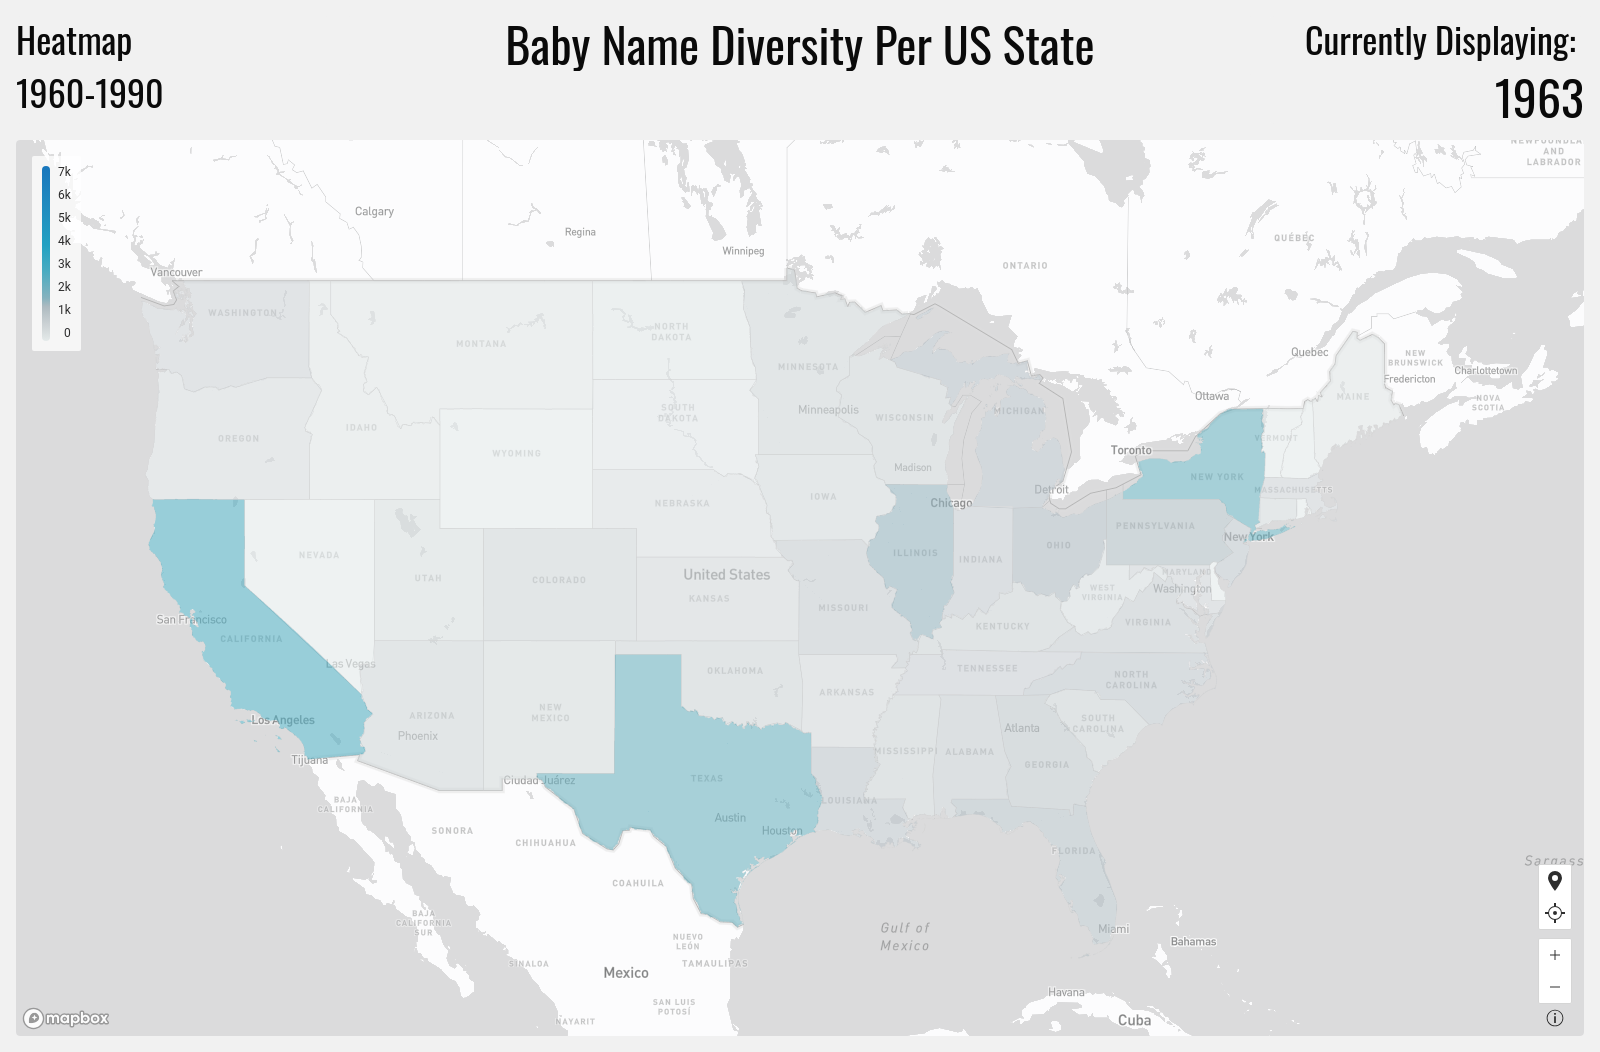 Heatmap
1960-1990
Baby Name Diversity Per US State
Currently Displaying:
1963
7k
6k
5k
4k
3k
2k
1k
0
NEWFOUNDLA
AND
LABRADOR
Calgary
Regina
Winnipeg
QUÉBEC
ONTARIO
Vancouver
WASHINGTON
NORTH
DAKOTA
MONTANA
MINNESOTA
Quebec
NEW
BRUNSWICK
Charlottetown
Fredericton
Ottawa
MAINE
NOVA
SCOTIA
SOUTH
DAKOTA
Minneapolis
WISCONSIN
MICHIGAN
IDAHO
OREGON
WYOMING
VERMONT
Toronto
Madison
NEW YORK
MASSACHUSETTS
Detroit
IOWA
NEBRASKA
Chicago
PENNSYLVANIA
New York
OHIO
ILLINOIS
INDIANA
NEVADA
UTAH
COLORADO
United States
KANSAS
MARYLAND
Washington
WEST
VIRGINIA
MISSOURI
VIRGINIA
KENTUCKY
San Francisco
CALIFORNIA
Las Vegas
OKLAHOMA
TENNESSEE
NORTH
CAROLINA
ARKANSAS
Los Angeles
ARIZONA
Phoenix
NEW
MEXICO
SOUTH
CAROLINA
Atlanta
MISSISSIPPI
ALABAMA
GEORGIA
Tijuana
Ciudad Juárez
TEXAS
BAJA
CALIFORNIA
LOUISIANA
Austin
Houston
SONORA
CHIHUAHUA
FLORIDA
Sargass
COAHUILA
BAJA
CALIFORNIA
SUR
Gulf of
Mexico
Miami
Bahamas
NUEVO
LEÓN
SINALOA
Mexico
TAMAULIPAS
Havana
SAN LUIS
POTOSÍ
NAYARIT
Cuba
mapbox